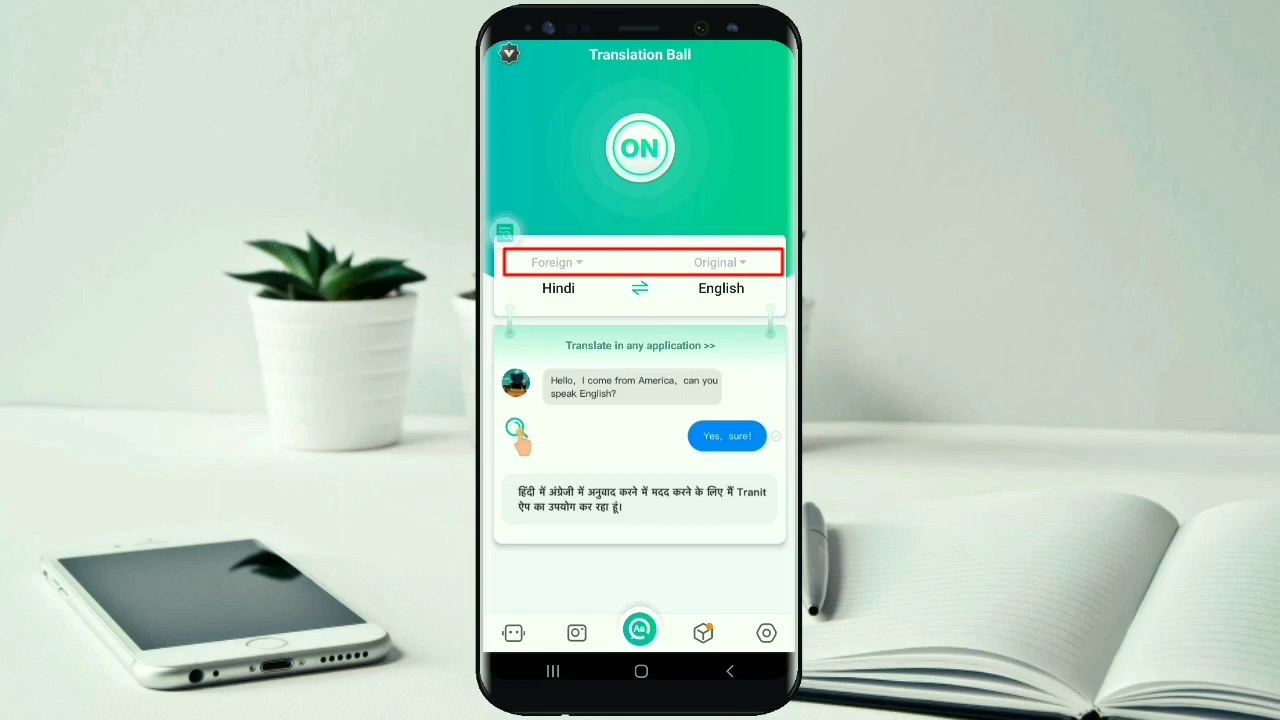 Translation Ball
ON
Foreign Original
Hindi English
Translate in any application >>
Hello, I come from America, can you
speak English?
Yes, sure!
हिंदी में अंग्रेजी में अनुवाद करने में मदद करने के लिए मैं Tranit
ऐप का उपयोग कर रहा हूं।